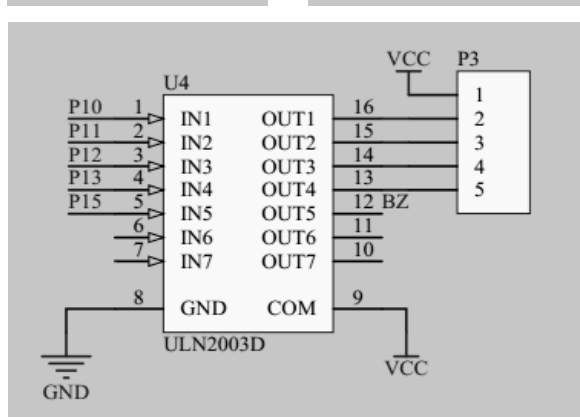 VCC P3
U4
P10 1 IN1 OUT1 16 1
P11 2 IN2 OUT2 15 2
P12 3 IN3 OUT3 14 3
P13 4 IN4 OUT4 13 4
P15 5 IN5 OUT5 12 BZ 5
6 IN6 OUT6 11
7 IN7 OUT7 10
8 GND COM 9
ULN2003D
GND
VCC